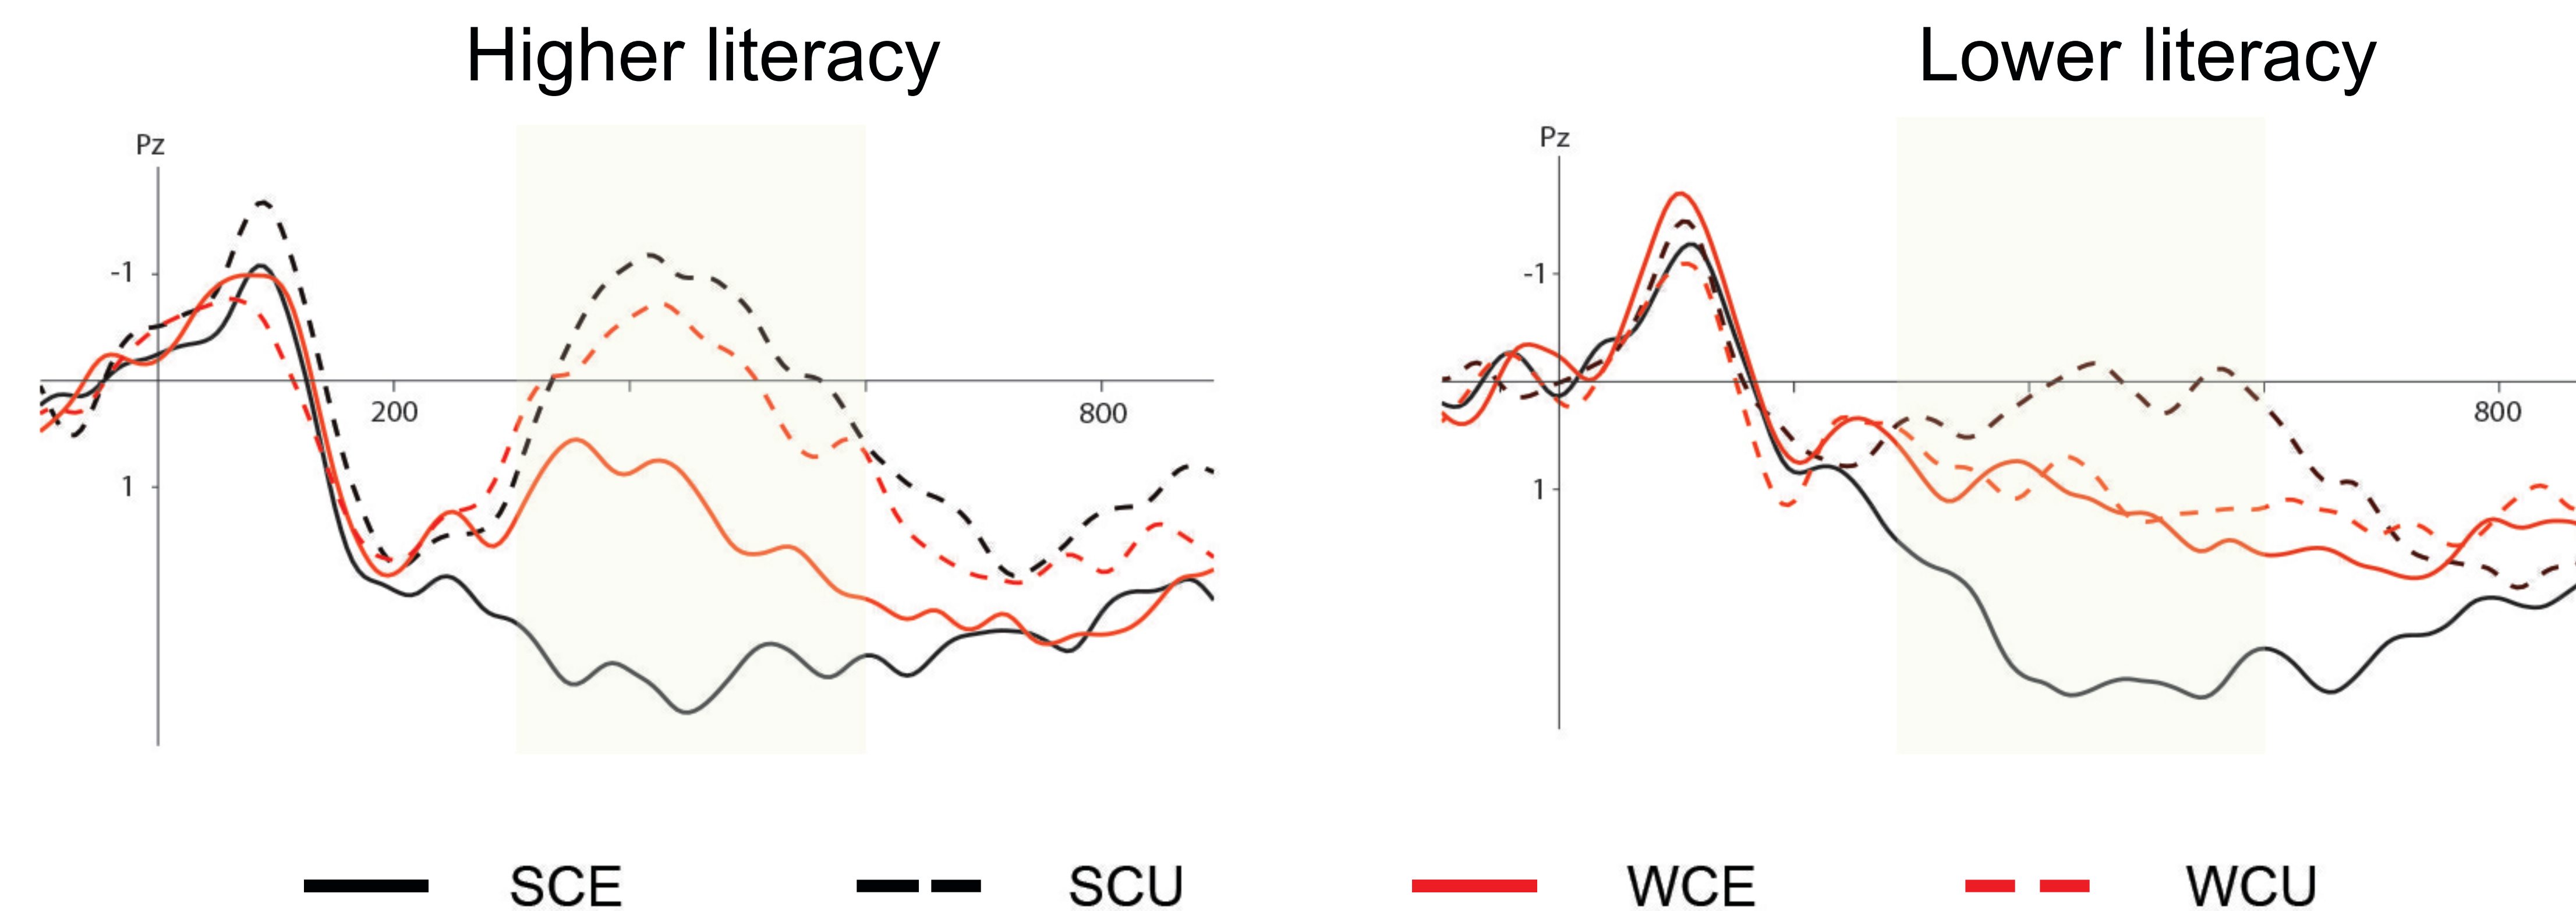 Higher literacy
Lower literacy
Pz
-1
200
800
1
Pz
-1
800
1
SCE
SCU
WCE
WCU